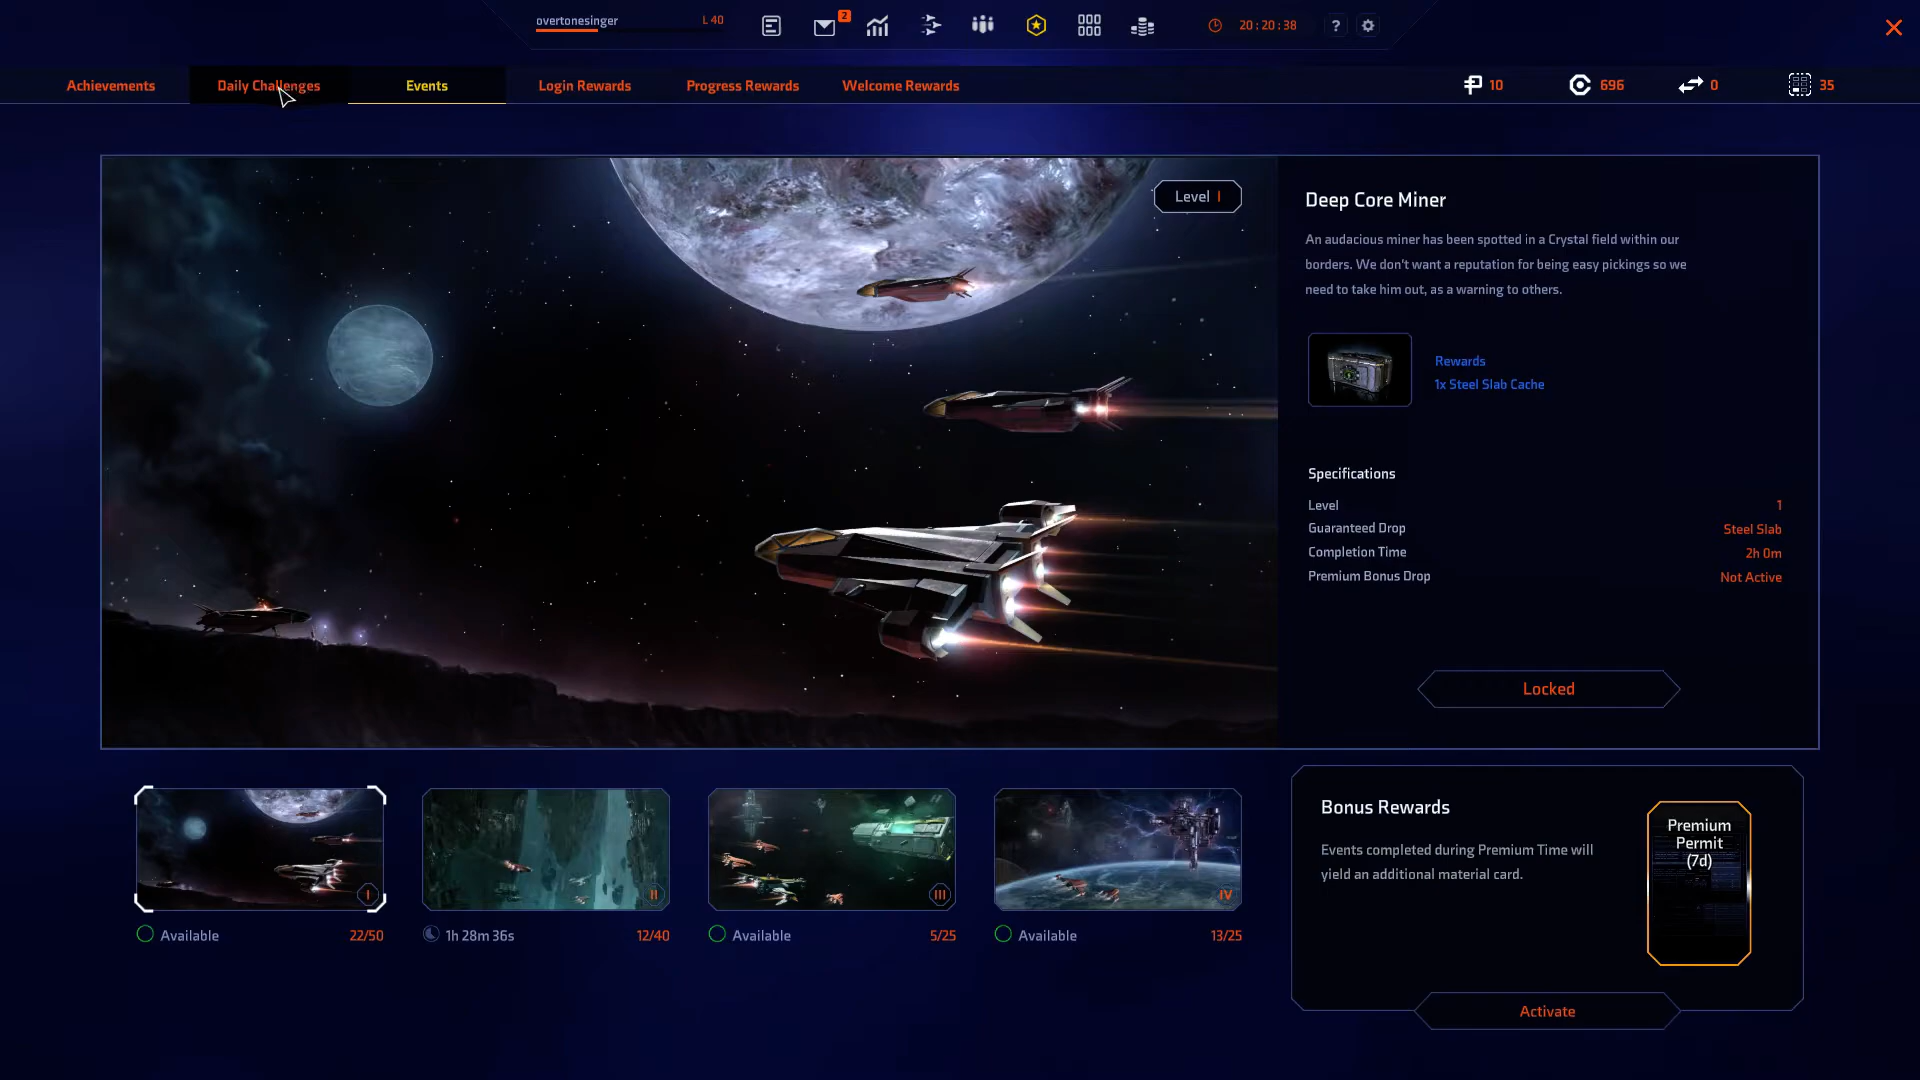 overtonesinger
L 40
2
20:20:38
?
Achievements
Daily Challenges
Events
Login Rewards
Progress Rewards
Welcome Rewards
10
696
0
35
Level I
Deep Core Miner
An audacious miner has been spotted in a Crystal field within our
borders. We don't want a reputation for being easy pickings so we
need to take him out, as a warning to others.
Rewards
1x Steel Slab Cache
Specifications
Level 1
Guaranteed Drop Steel Slab
Completion Time 2h 0m
Premium Bonus Drop Not Active
Locked
I
II
III
IV
Available 22/50
1h 28m 36s 12/40
Available 5/25
Available 13/25
Bonus Rewards
Events completed during Premium Time will
yield an additional material card.
Premium
Permit
(7d)
Activate